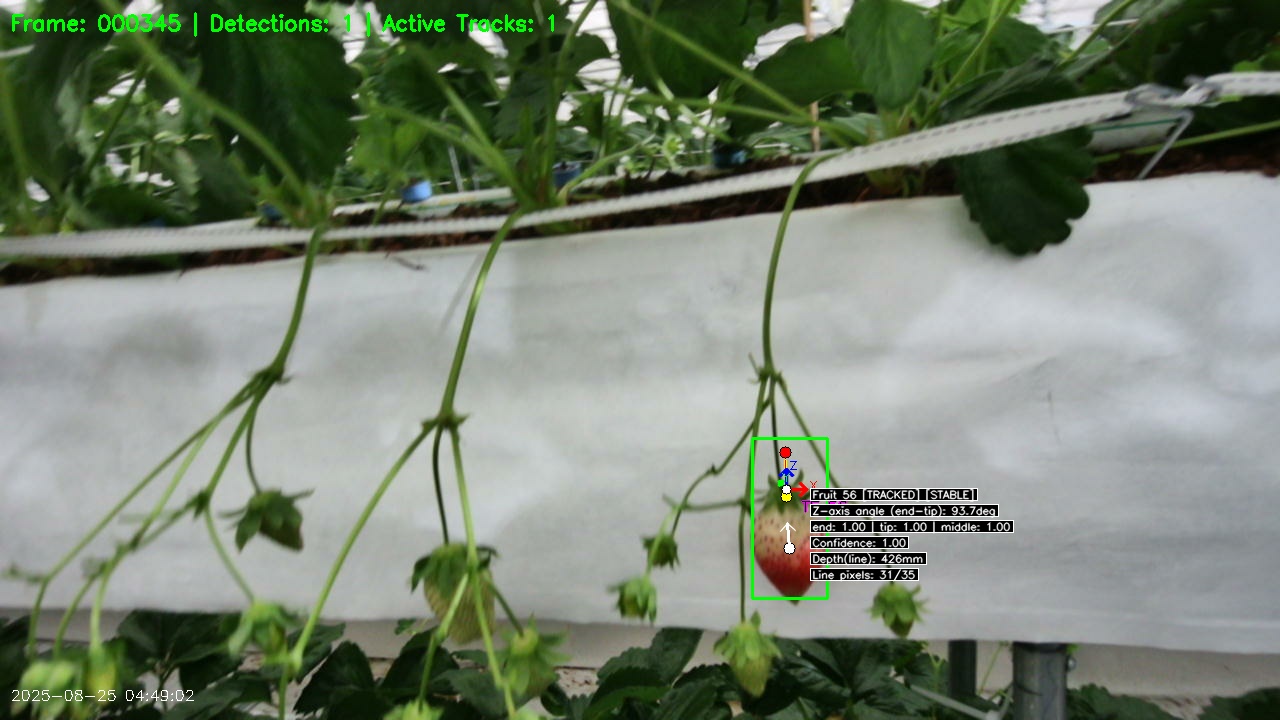 Frame: 000345 | Detections: 1 | Active Tracks: 1
Z
X
Fruit 56 [TRACKED] [STABLE]
Z-axis angle (end-tip): 93.7deg
end: 1.00 | tip: 1.00 | middle: 1.00
Confidence: 1.00
Depth(line): 426mm
Line pixels: 31/35
2025-08-25 04:49:02